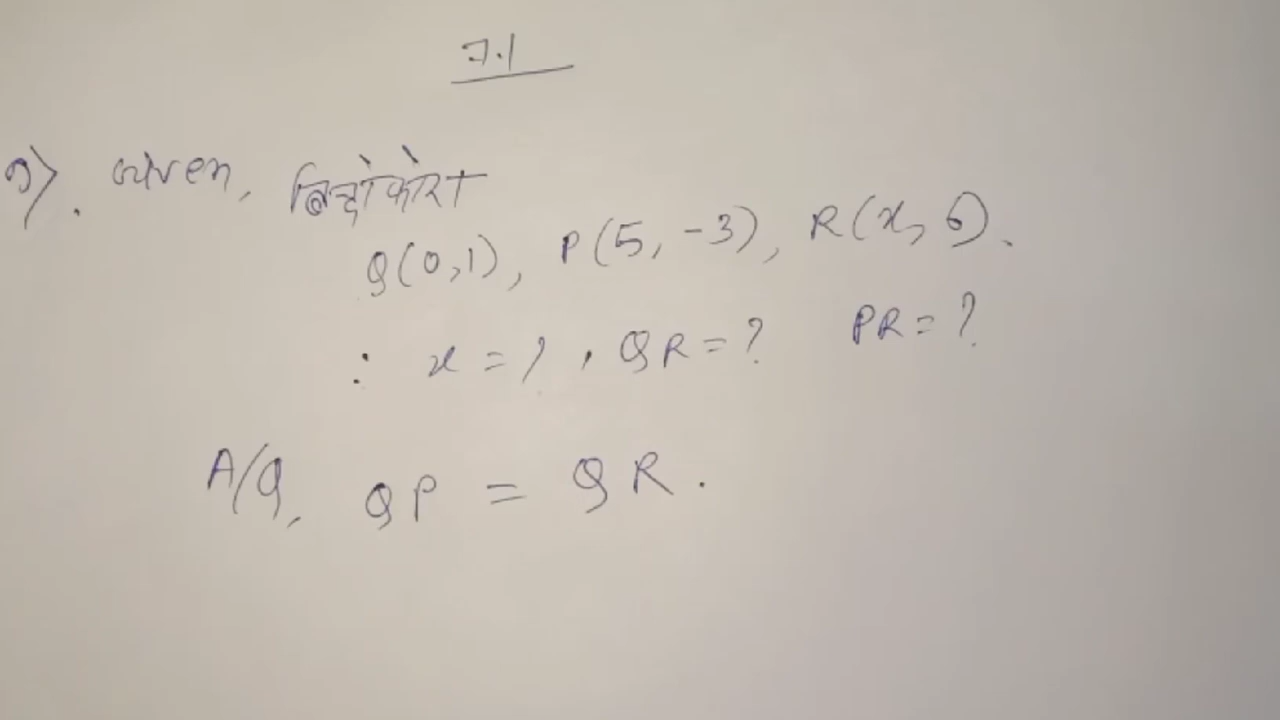 7.1
9). Given, बिन्दोंकोर
Q(0,1), P(5,-3), R(x, 6).
: x = ?, QR = ? PR = ?
A/Q, QP = QR.